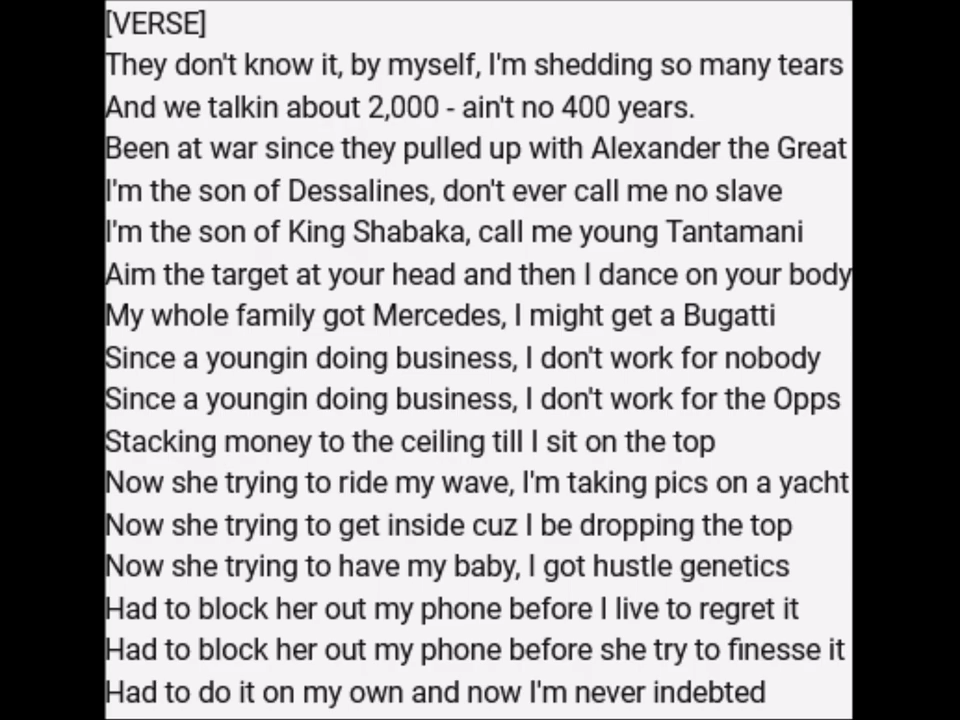 [VERSE]
They don't know it, by myself, I'm shedding so many tears
And we talkin about 2,000 - ain't no 400 years.
Been at war since they pulled up with Alexander the Great
I'm the son of Dessalines, don't ever call me no slave
I'm the son of King Shabaka, call me young Tantamani
Aim the target at your head and then I dance on your body
My whole family got Mercedes, I might get a Bugatti
Since a youngin doing business, I don't work for nobody
Since a youngin doing business, I don't work for the Opps
Stacking money to the ceiling till I sit on the top
Now she trying to ride my wave, I'm taking pics on a yacht
Now she trying to get inside cuz I be dropping the top
Now she trying to have my baby, I got hustle genetics
Had to block her out my phone before I live to regret it
Had to block her out my phone before she try to finesse it
Had to do it on my own and now I'm never indebted